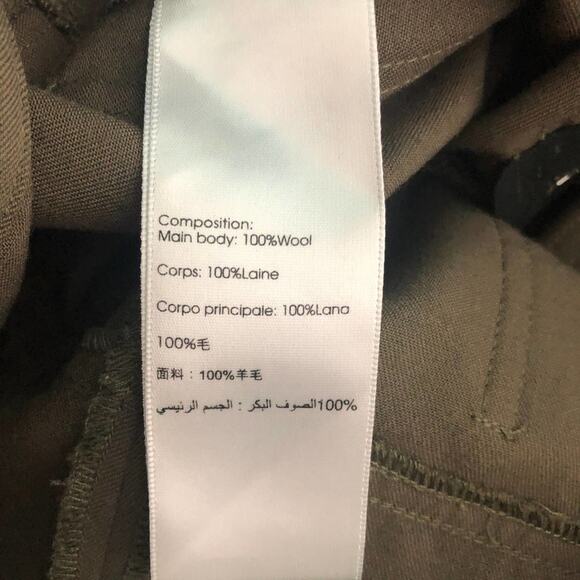 Composition:
Main body: 100%Wool
Corps: 100%Laine
Corpo principale: 100%Lana
100%毛
面料：100%羊毛
100%الصوف البكر : الجسم الرئيسي